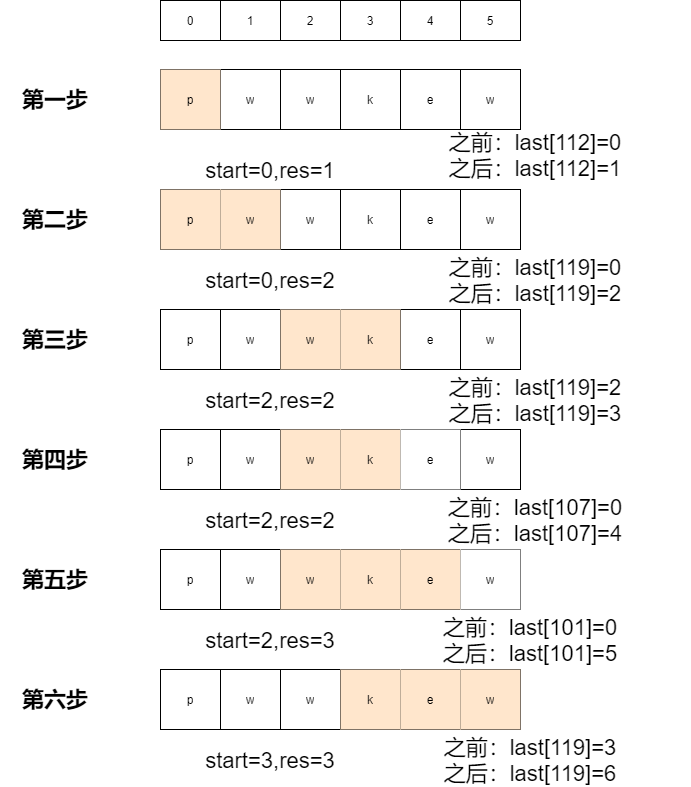 0 1 2 3 4 5
第一步 p w w k e w
之前：last[112]=0
start=0,res=1 之后：last[112]=1
第二步 p w w k e w
之前：last[119]=0
start=0,res=2 之后：last[119]=2
第三步 p w w k e w
之前：last[119]=2
start=2,res=2 之后：last[119]=3
第四步 p w w k e w
之前：last[107]=0
start=2,res=2 之后：last[107]=4
第五步 p w w k e w
之前：last[101]=0
start=2,res=3 之后：last[101]=5
第六步 p w w k e w
之前：last[119]=3
start=3,res=3 之后：last[119]=6